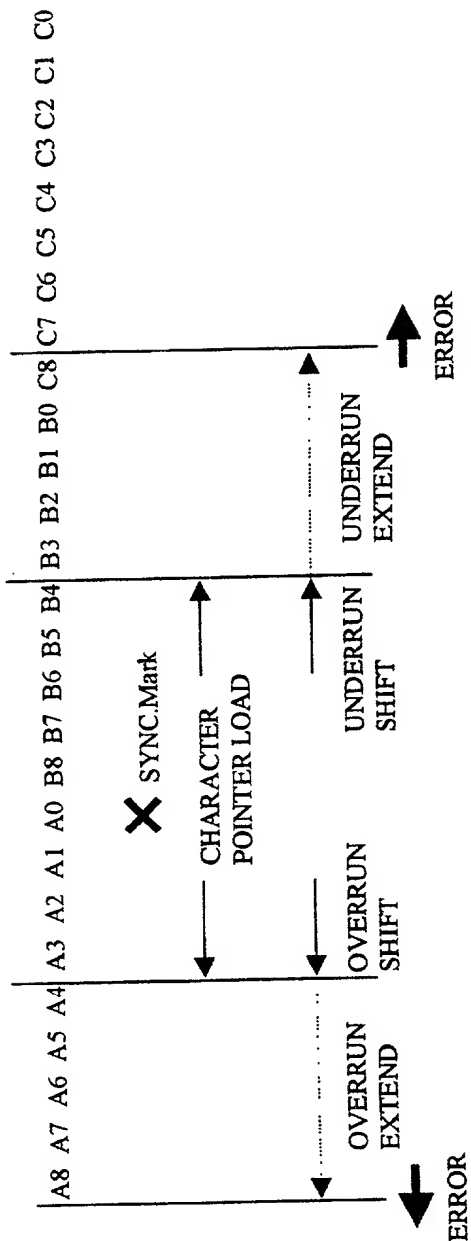 A8 A7 A6 A5 A4 A3 A2 A1 A0 B8 B7 B6 B5 B4 B3 B2 B1 B0 C8 C7 C6 C5 C4 C3 C2 C1 C0
SYNC.Mark
CHARACTER
POINTER LOAD
OVERRUN
EXTEND
OVERRUN
SHIFT
UNDERRUN
SHIFT
UNDERRUN
EXTEND
ERROR
ERROR